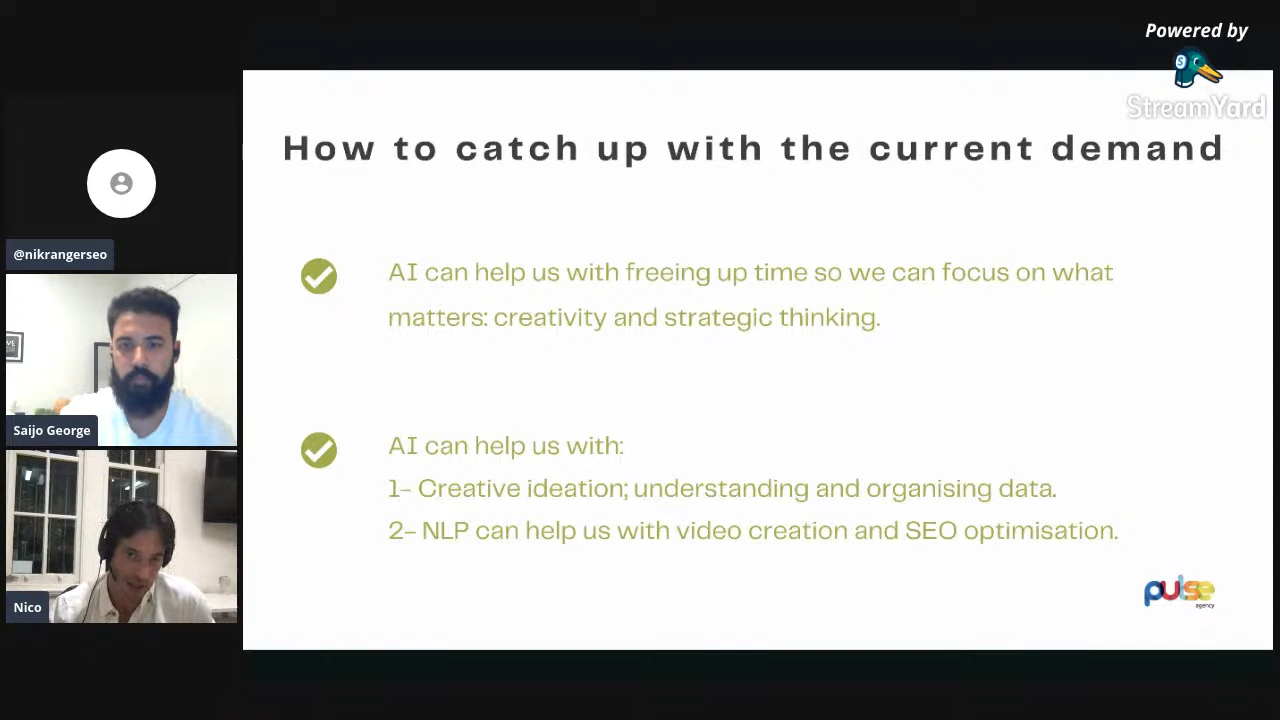 Powered by
StreamYard
How to catch up with the current demand
@nikrangerseo
AI can help us with freeing up time so we can focus on what
matters: creativity and strategic thinking.
Saijo George
AI can help us with:
1- Creative ideation; understanding and organising data.
2- NLP can help us with video creation and SEO optimisation.
Nico
pulse
agency